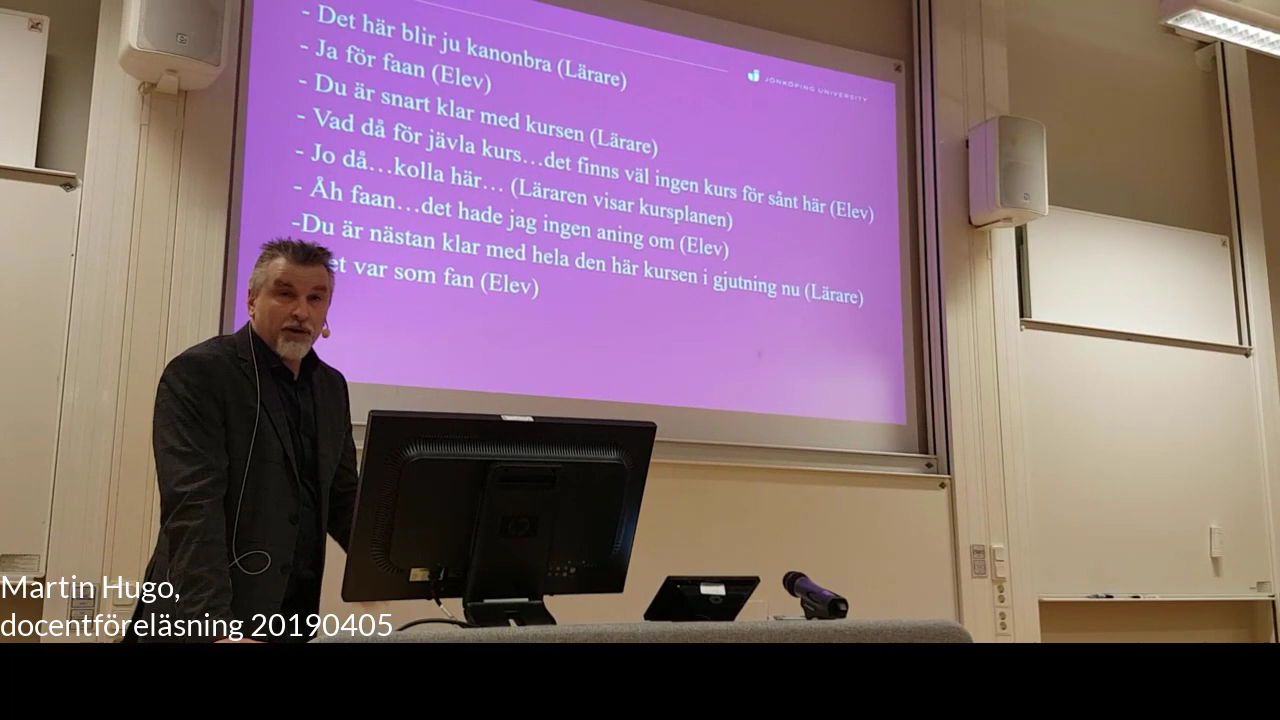 - Det här blir ju kanonbra (Lärare)
- Ja för faan (Elev)
- Du är snart klar med kursen (Lärare)
- Vad då för jävla kurs…det finns väl ingen kurs för sånt här (Elev)
- Jo då…kolla här… (Läraren visar kursplanen)
- Åh faan…det hade jag ingen aning om (Elev)
-Du är nästan klar med hela den här kursen i gjutning nu (Lärare)
var som fan (Elev)
JÖNKÖPING UNIVERSITY
hp
Martin Hugo,
docentföreläsning 20190405